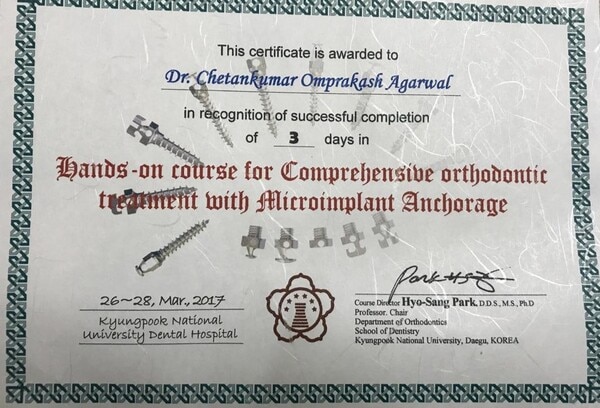 This certificate is awarded to
Dr. Chetankumar Omprakash Agarwal
in recognition of successful completion
of 3 days in
Hands-on course for Comprehensive orthodontic
treatment with Microimplant Anchorage
26~28, Mar., 2017
Kyungpook National
University Dental Hospital
Park H S
Course Director Hyo-Sang Park, D.D.S., M.S., Ph.D
Professor. Chair
Department of Orthodontics
School of Dentistry
Kyungpook National University, Daegu, KOREA